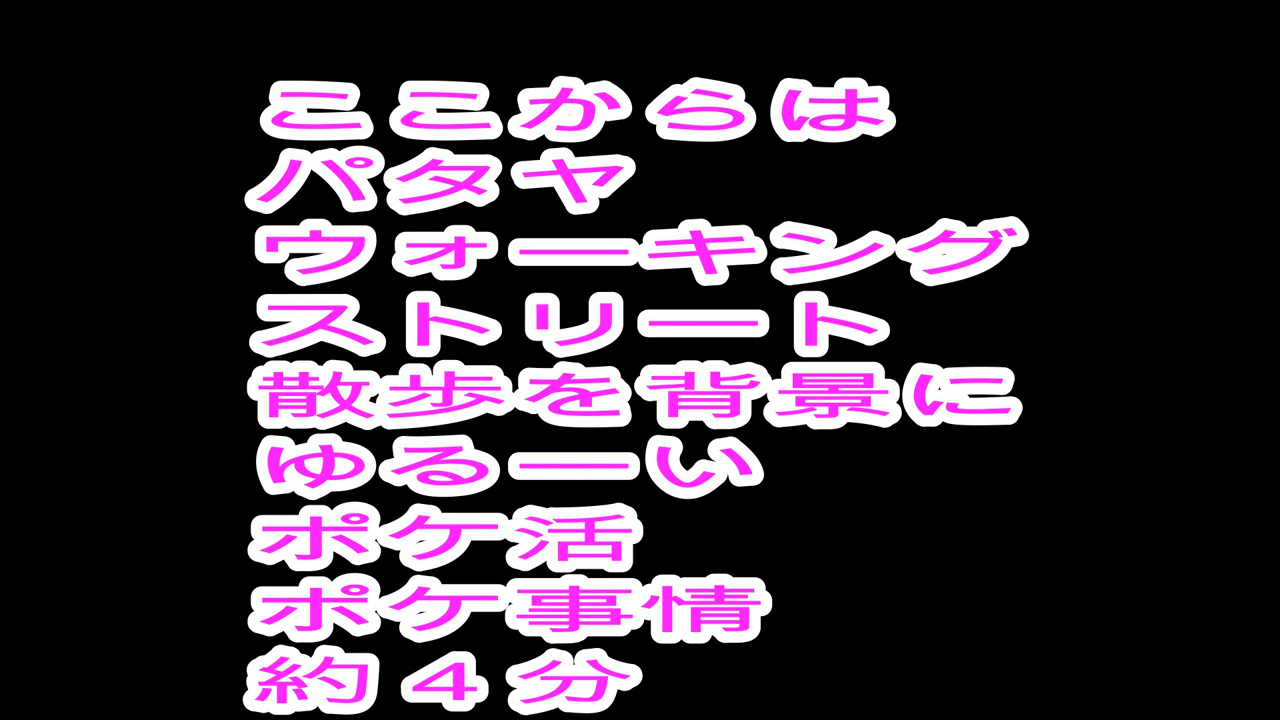 ここからは
パタヤ
ウォーキング
ストリート
散歩を背景に
ゆるーい
ポケ活
ポケ事情
約４分